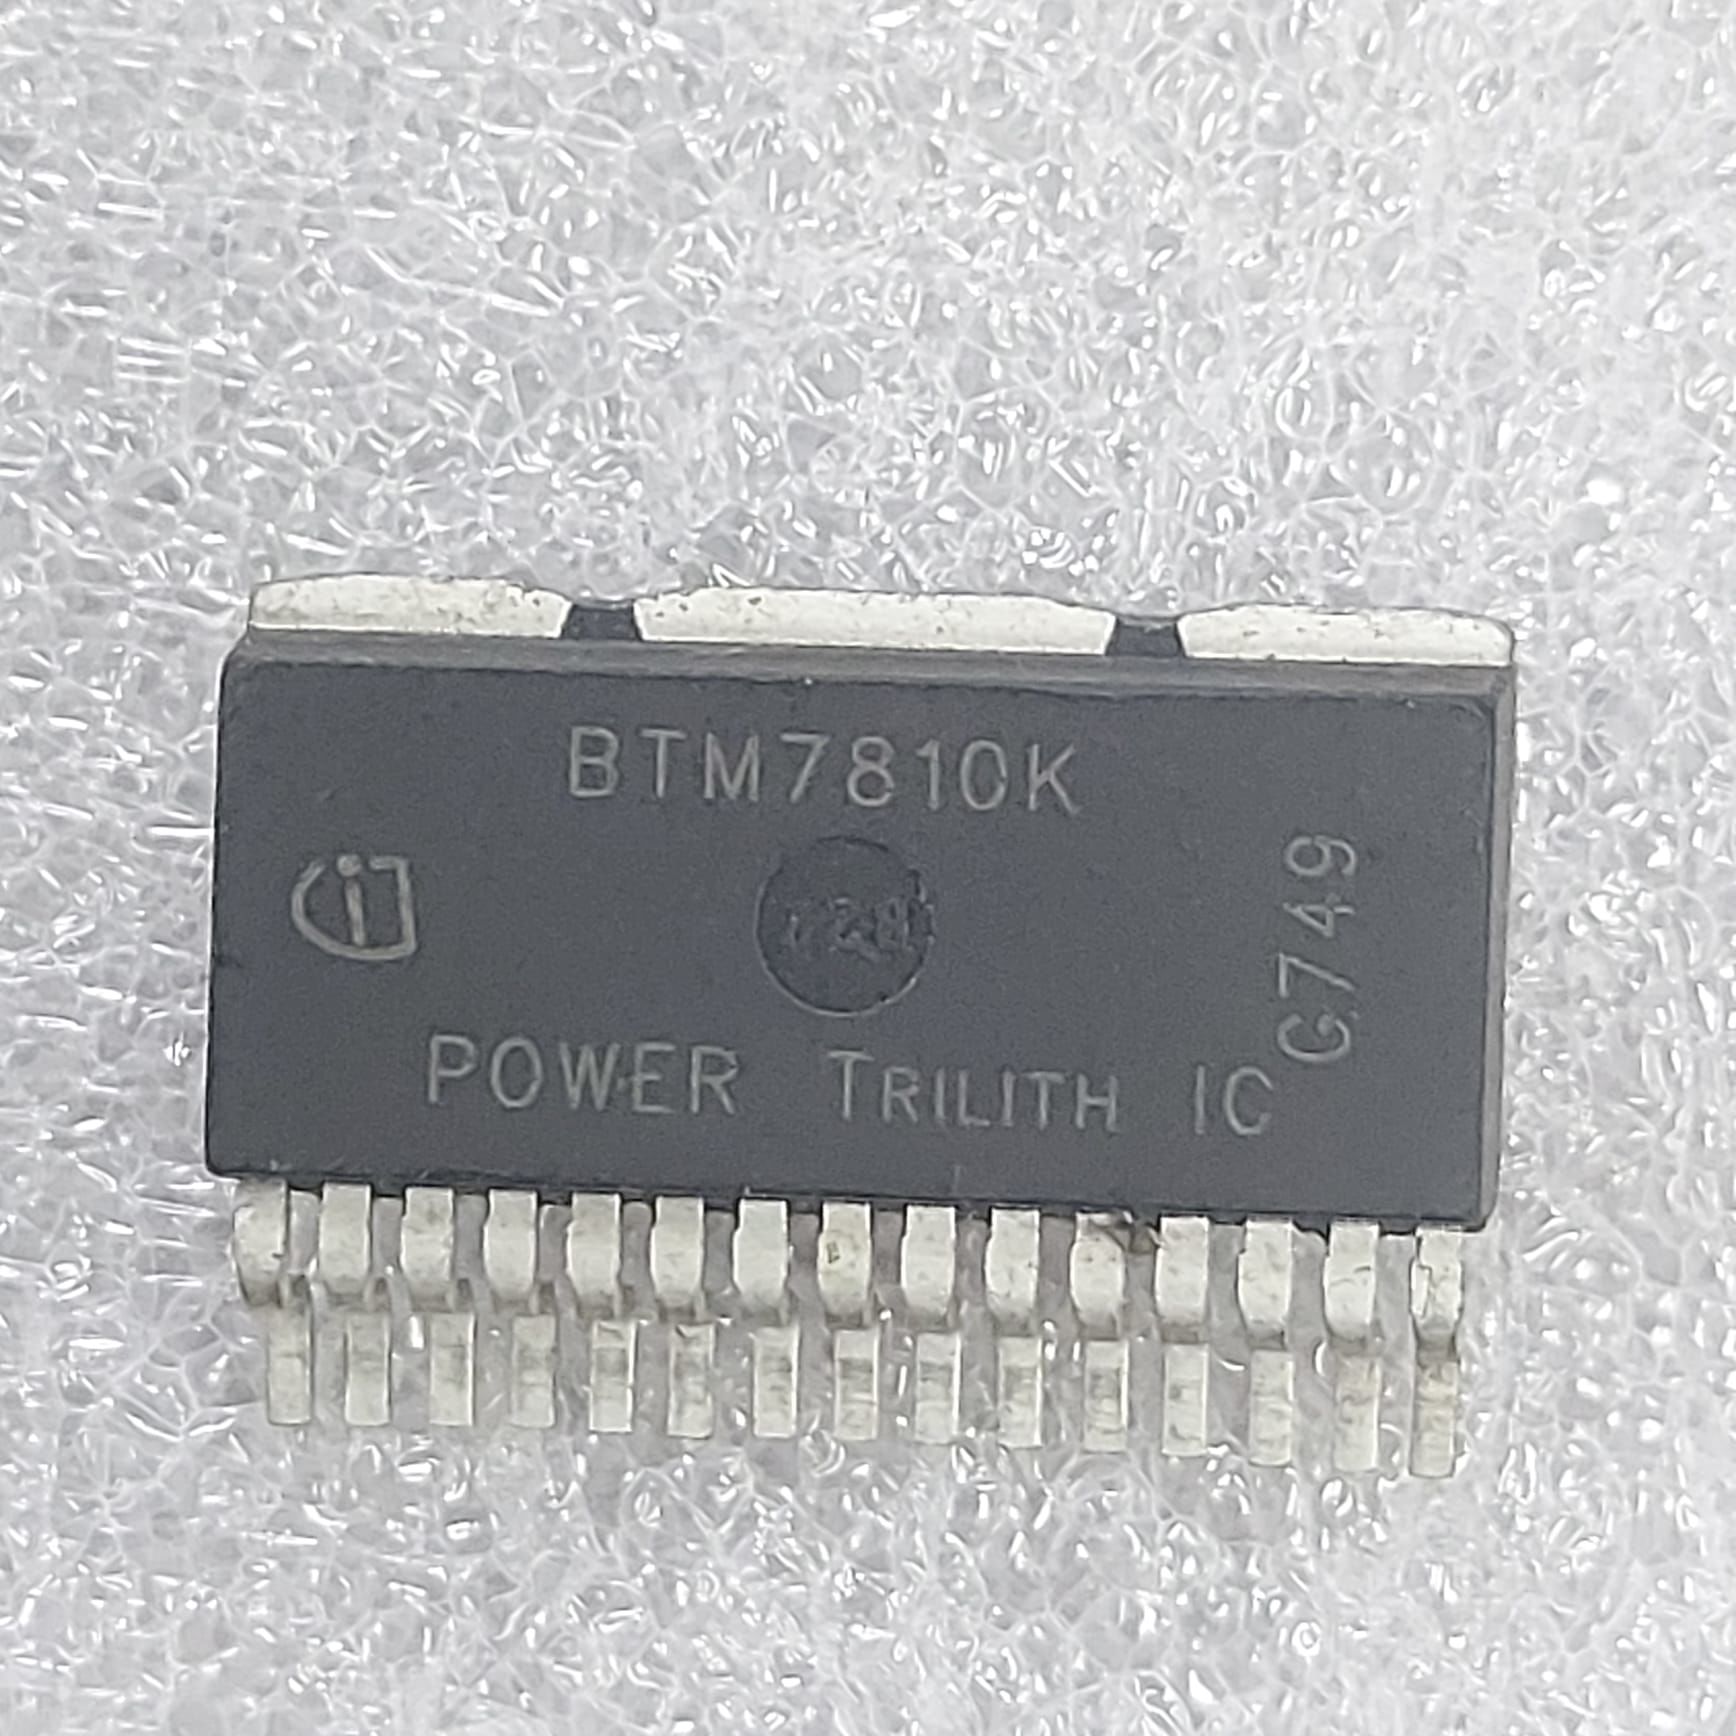 BTM7810K
G749
POWER TRILITH IC